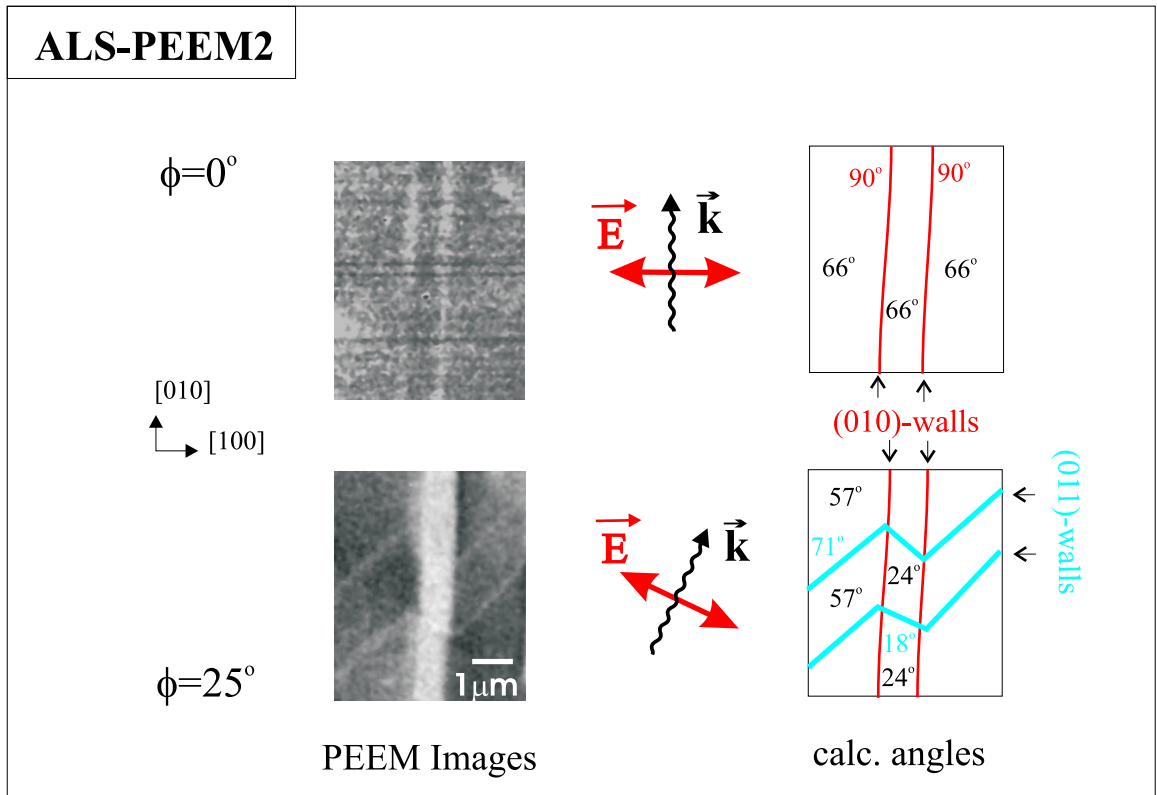 ALS-PEEM2
ϕ=0°
E
k
90°
90°
66°
66°
66°
[010]
[100]
(010)-walls
(011)-walls
ϕ=25°
1μm
E
k
57°
71°
24°
57°
18°
24°
PEEM Images
calc. angles